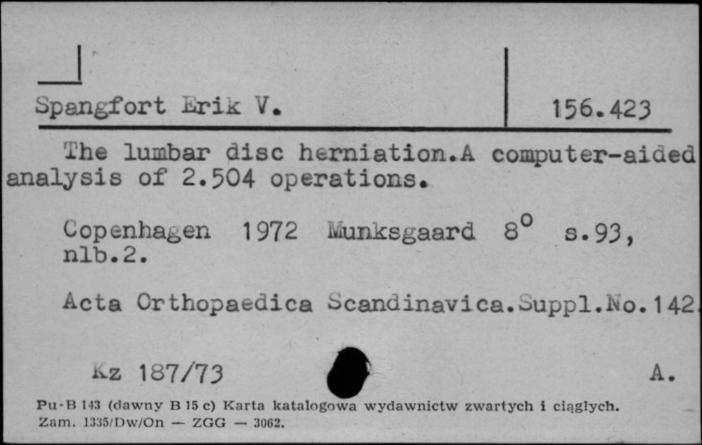 Spangfort Erik V.
156.423
The lumbar disc herniation.A computer-aided
analysis of 2.504 operations.
Copenhagen 1972 Munksgaard 8° s.93,
nlb.2.
Acta Orthopaedica Scandinavica.Suppl.No.142
Kz 187/73 A.
Pu-B 143 (dawny B 15 c) Karta katalogowa wydawnictw zwartych i ciągłych.
Zam. 1335/Dw/On — ZGG — 3062.